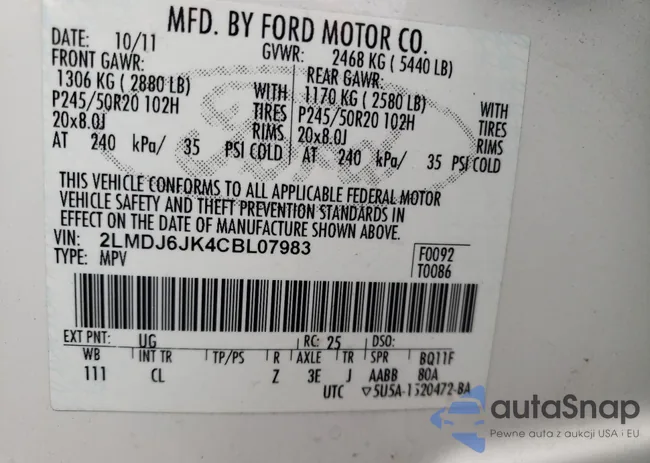 MFD. BY FORD MOTOR CO.
DATE: 10/11 GVWR: 2468 KG ( 5440 LB)
FRONT GAWR: REAR GAWR:
1306 KG ( 2880 LB) WITH 1170 KG ( 2580 LB) WITH
P245/50R20 102H TIRES P245/50R20 102H TIRES
20x8.0J RIMS 20x8.0J RIMS
AT 240 kPa/ 35 PSI COLD AT 240 kPa/ 35 PSI COLD
Ford
THIS VEHICLE CONFORMS TO ALL APPLICABLE FEDERAL MOTOR
VEHICLE SAFETY AND THEFT PREVENTION STANDARDS IN
EFFECT ON THE DATE OF MANUFACTURE SHOWN ABOVE.
VIN: 2LMDJ6JK4CBL07983 F0092
TYPE: MPV T0086
EXT PNT: UG RC: 25 DSO:
WB INT TR TP/PS R AXLE TR SPR BQ11F
111 CL Z 3E J AABB 80A
UTC 5U5A-1520472-BA
autaSnap
Pewne auta z aukcji USA i EU